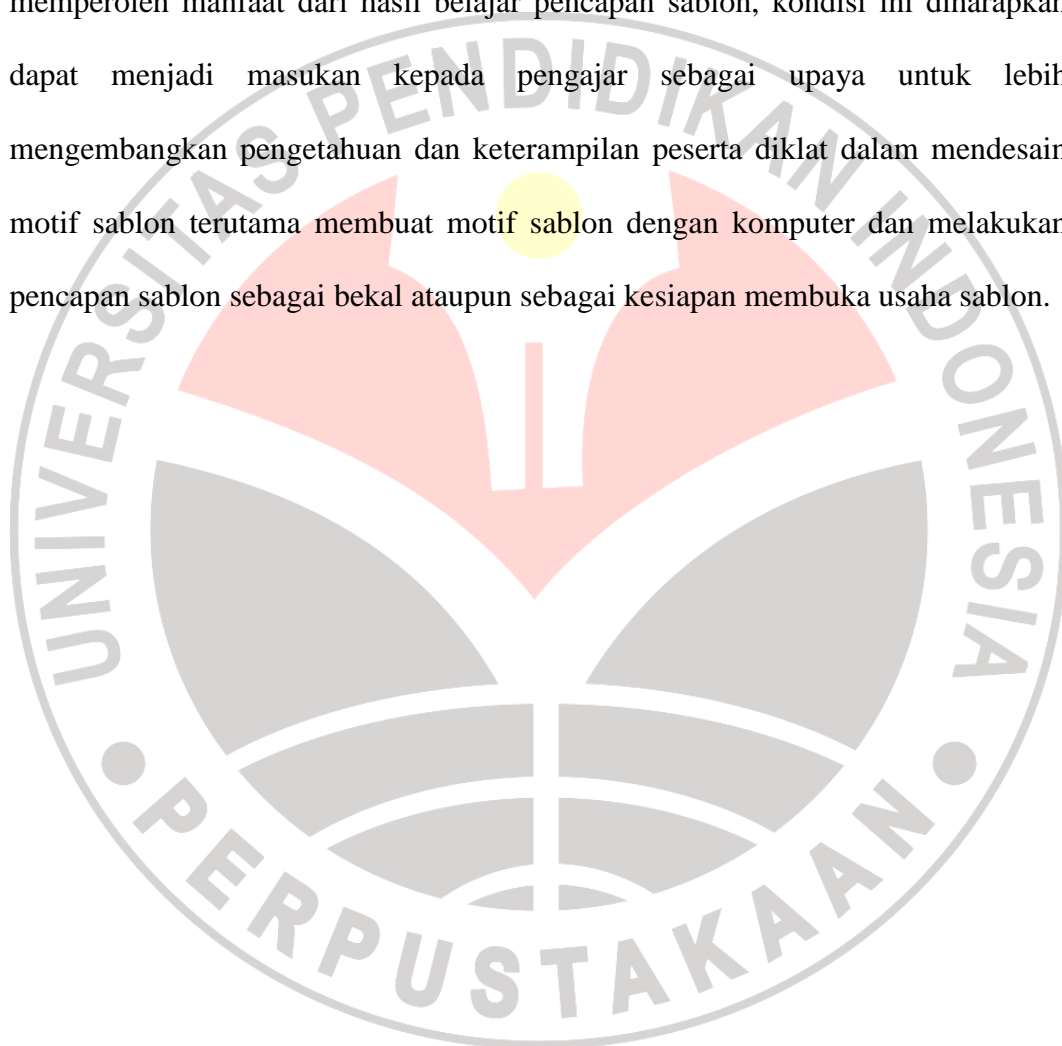 memperoleh manfaat dari hasil belajar pencapan sablon, kondisi ini diharapkan
dapat menjadi masukan kepada pengajar sebagai upaya untuk lebih
mengembangkan pengetahuan dan keterampilan peserta diklat dalam mendesain
motif sablon terutama membuat motif sablon dengan komputer dan melakukan
pencapan sablon sebagai bekal ataupun sebagai kesiapan membuka usaha sablon.
UNIVERSITAS PENDIDIKAN INDONESIA
PERPUSTAKAAN